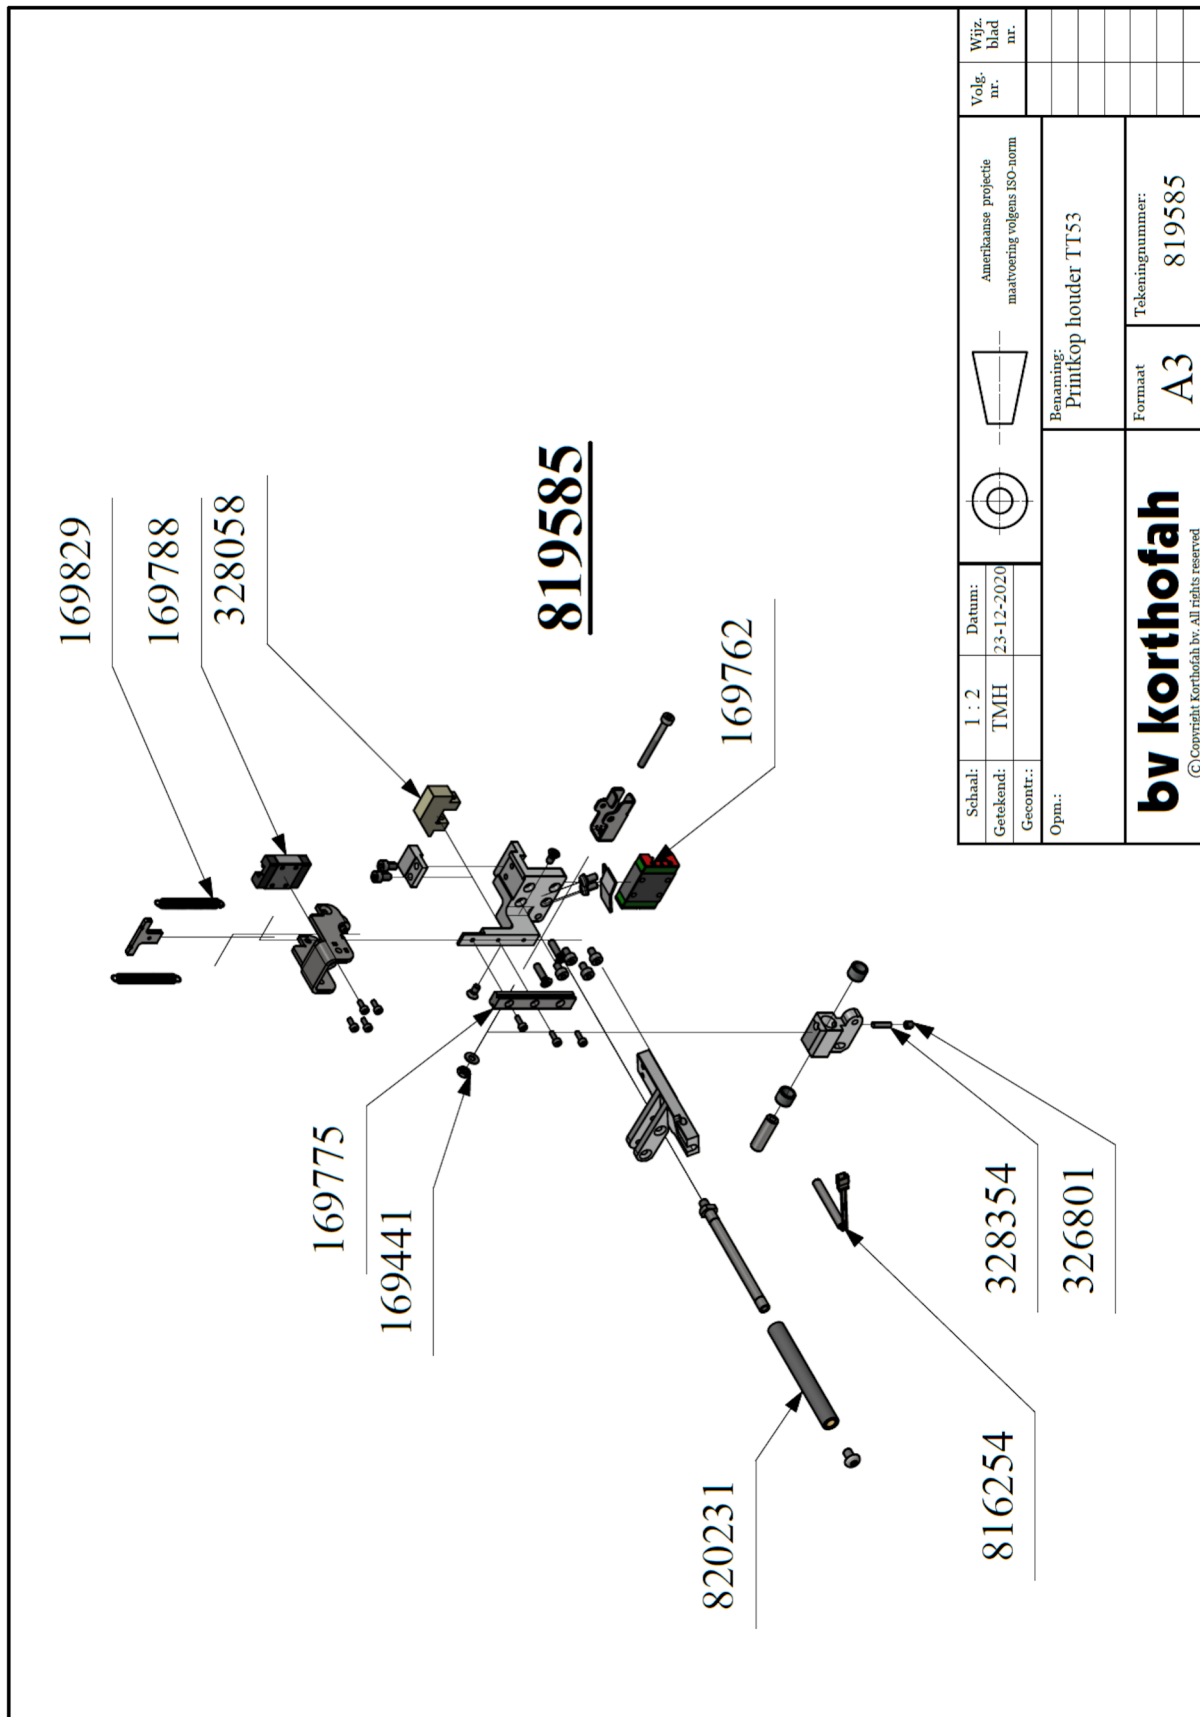 169829
169788
328058
819585
169762
169775
169441
820231
816254
328354
326801
Volg.
nr.
Wijz.
blad
nr.
Schaal:
1 : 2
Datum:
Getekend:
TMH
23-12-2020
Gecontr.:
Amerikaanse projectie
maatvoering volgens ISO-norm
Opm.:
Benaming:
Printkop houder TT53
bv korthofah
© Copyright Korthofah bv. All rights reserved
Formaat
A3
Tekeningnummer:
819585